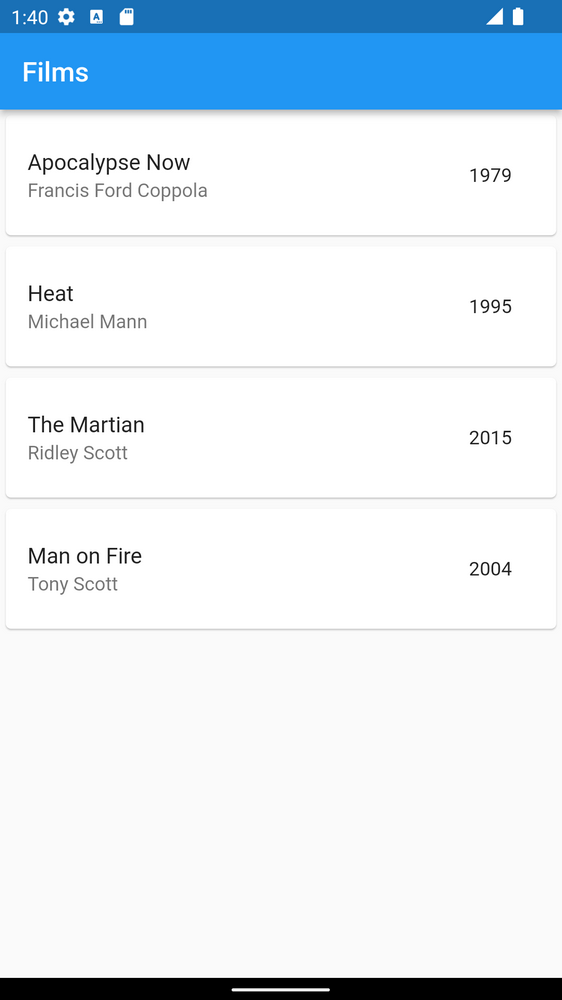 1:40
Films
Apocalypse Now
Francis Ford Coppola
1979
Heat
Michael Mann
1995
The Martian
Ridley Scott
2015
Man on Fire
Tony Scott
2004